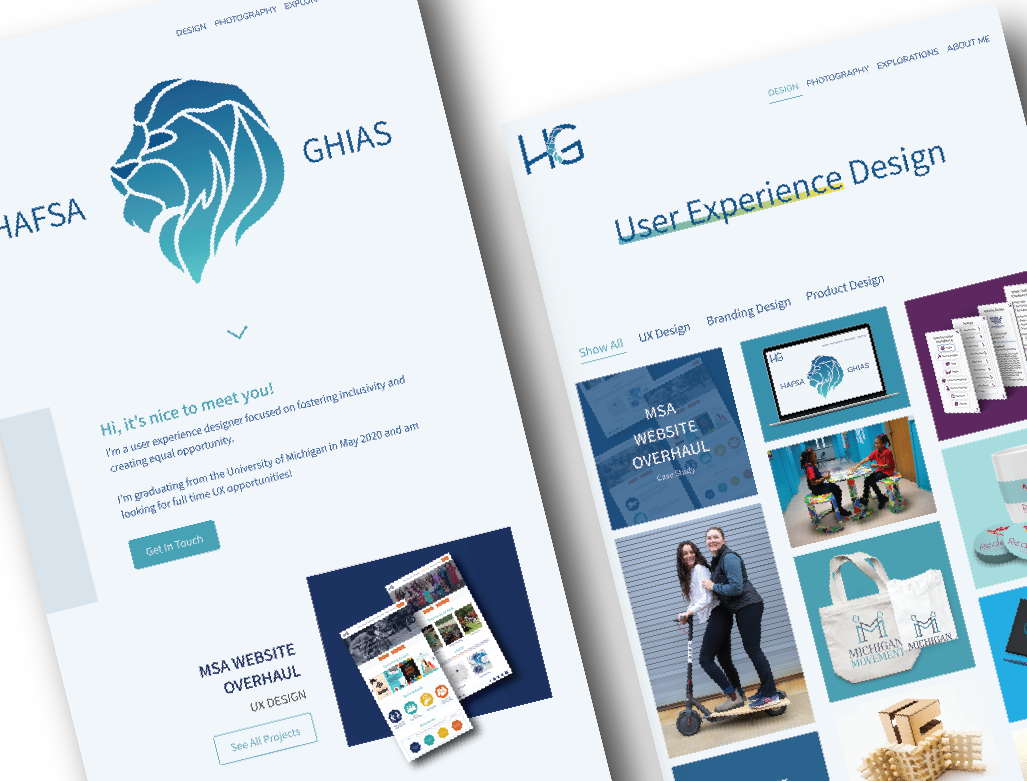 DESIGN PHOTOGRAPHY
HAFSA
GHIAS
Hi, it's nice to meet you!
I'm a user experience designer focused on fostering inclusivity and
creating equal opportunity.
I'm graduating from the University of Michigan in May 2020 and am
looking for full time UX opportunities!
Get In Touch
MSA WEBSITE
OVERHAUL
UX DESIGN
See All Projects
DESIGN PHOTOGRAPHY EXPLORATIONS ABOUT ME
HG
User Experience Design
Show All UX Design Branding Design Product Design
MSA
WEBSITE
OVERHAUL
Case Study
HG
HAFSA
GHIAS
MICHIGAN
MOVEMENT
MICHIGAN